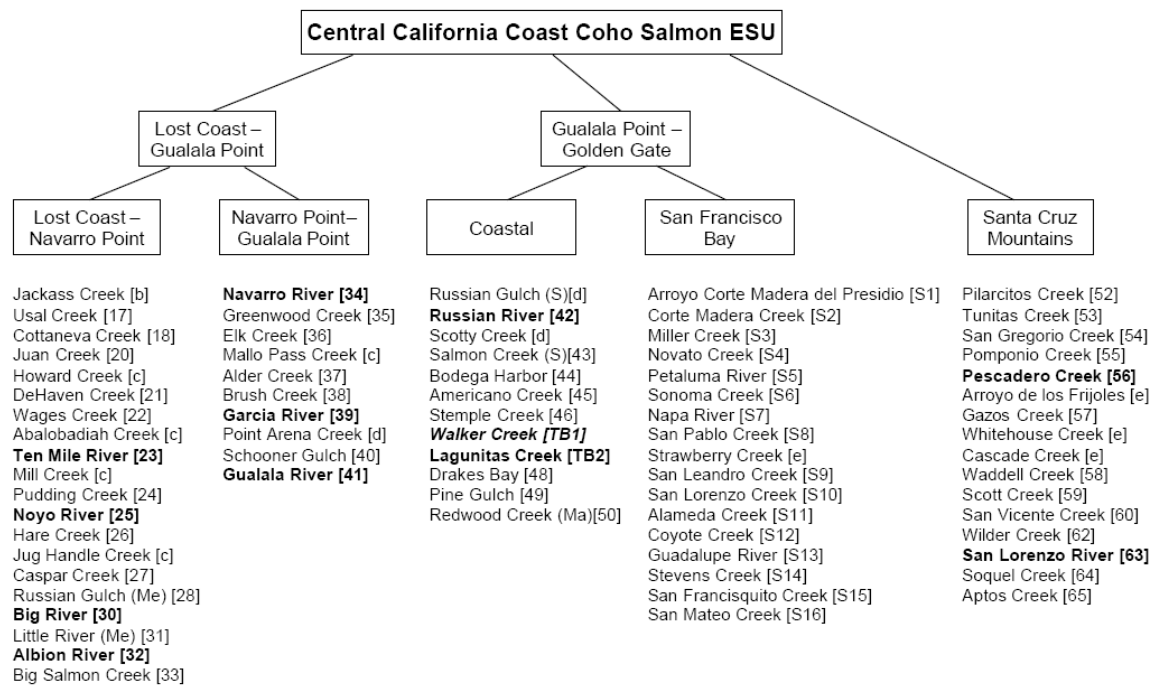 Central California Coast Coho Salmon ESU
Lost Coast –
Gualala Point
Gualala Point –
Golden Gate
Lost Coast –
Navarro Point
Navarro Point–
Gualala Point
Coastal
San Francisco
Bay
Santa Cruz
Mountains
Jackass Creek [b]
Usal Creek [17]
Cottaneva Creek [18]
Juan Creek [20]
Howard Creek [c]
DeHaven Creek [21]
Wages Creek [22]
Abalobadiah Creek [c]
Ten Mile River [23]
Mill Creek [c]
Pudding Creek [24]
Noyo River [25]
Hare Creek [26]
Jug Handle Creek [c]
Caspar Creek [27]
Russian Gulch (Me) [28]
Big River [30]
Little River (Me) [31]
Albion River [32]
Big Salmon Creek [33]
Navarro River [34]
Greenwood Creek [35]
Elk Creek [36]
Mallo Pass Creek [c]
Alder Creek [37]
Brush Creek [38]
Garcia River [39]
Point Arena Creek [d]
Schooner Gulch [40]
Gualala River [41]
Russian Gulch (S)[d]
Russian River [42]
Scotty Creek [d]
Salmon Creek (S)[43]
Bodega Harbor [44]
Americano Creek [45]
Stemple Creek [46]
Walker Creek [TB1]
Lagunitas Creek [TB2]
Drakes Bay [48]
Pine Gulch [49]
Redwood Creek (Ma)[50]
Arroyo Corte Madera del Presidio [S1]
Corte Madera Creek [S2]
Miller Creek [S3]
Novato Creek [S4]
Petaluma River [S5]
Sonoma Creek [S6]
Napa River [S7]
San Pablo Creek [S8]
Strawberry Creek [e]
San Leandro Creek [S9]
San Lorenzo Creek [S10]
Alameda Creek [S11]
Coyote Creek [S12]
Guadalupe River [S13]
Stevens Creek [S14]
San Francisquito Creek [S15]
San Mateo Creek [S16]
Pilarcitos Creek [52]
Tunitas Creek [53]
San Gregorio Creek [54]
Pomponio Creek [55]
Pescadero Creek [56]
Arroyo de los Frijoles [e]
Gazos Creek [57]
Whitehouse Creek [e]
Cascade Creek [e]
Waddell Creek [58]
Scott Creek [59]
San Vicente Creek [60]
Wilder Creek [62]
San Lorenzo River [63]
Soquel Creek [64]
Aptos Creek [65]